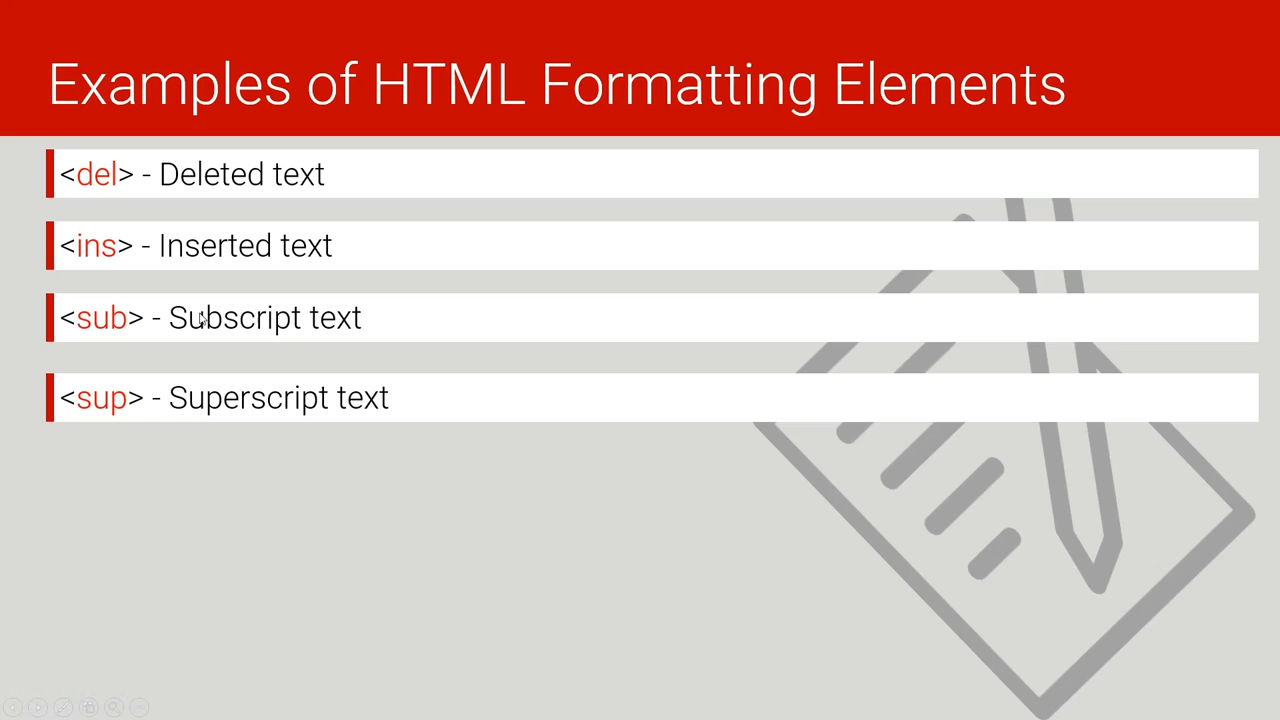 Examples of HTML Formatting Elements
<del> - Deleted text
<ins> - Inserted text
<sub> - Subscript text
<sup> - Superscript text